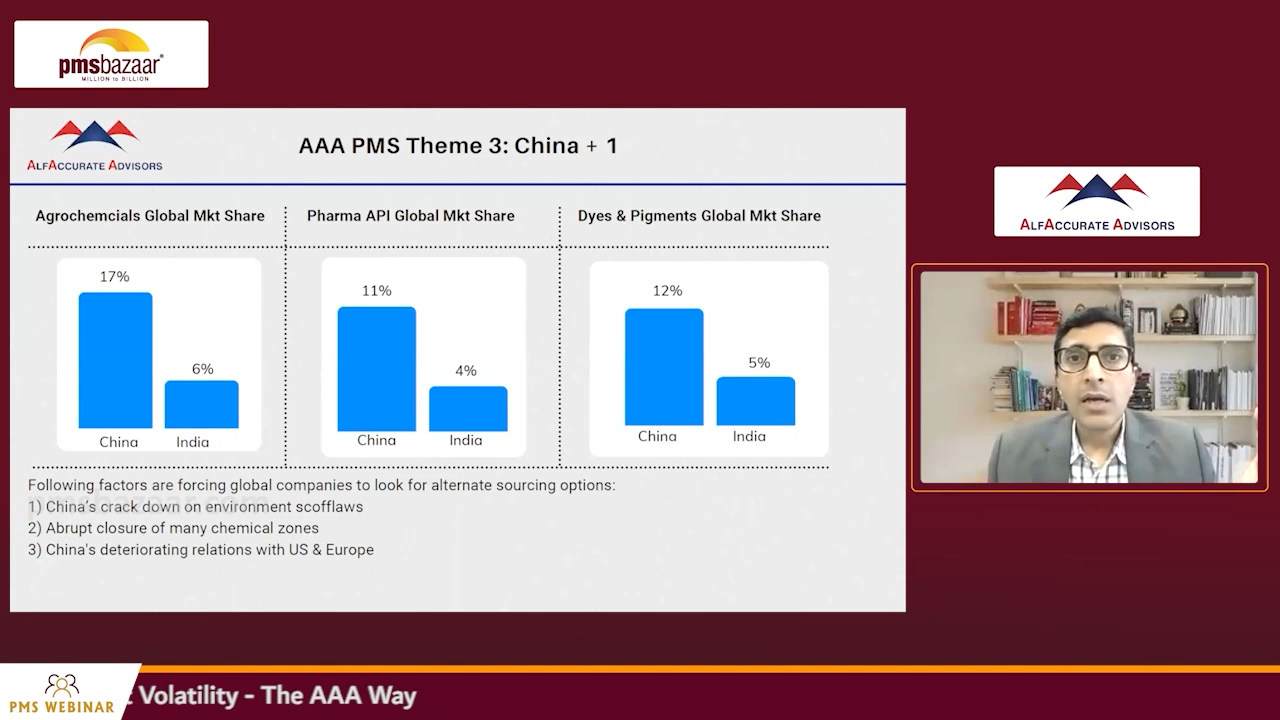 pmsbazaar
MILLION to BILLION
ALFACCURATE ADVISORS
AAA PMS Theme 3: China + 1
Agrochemcials Global Mkt Share
Pharma API Global Mkt Share
Dyes & Pigments Global Mkt Share
17%
6%
China
India
11%
4%
China
India
12%
5%
China
India
Following factors are forcing global companies to look for alternate sourcing options:
pmsbazaar.com
1) China's crack down on environment scofflaws
2) Abrupt closure of many chemical zones
3) China's deteriorating relations with US & Europe
ALFACCURATE ADVISORS
PMS WEBINAR
Volatility - The AAA Way